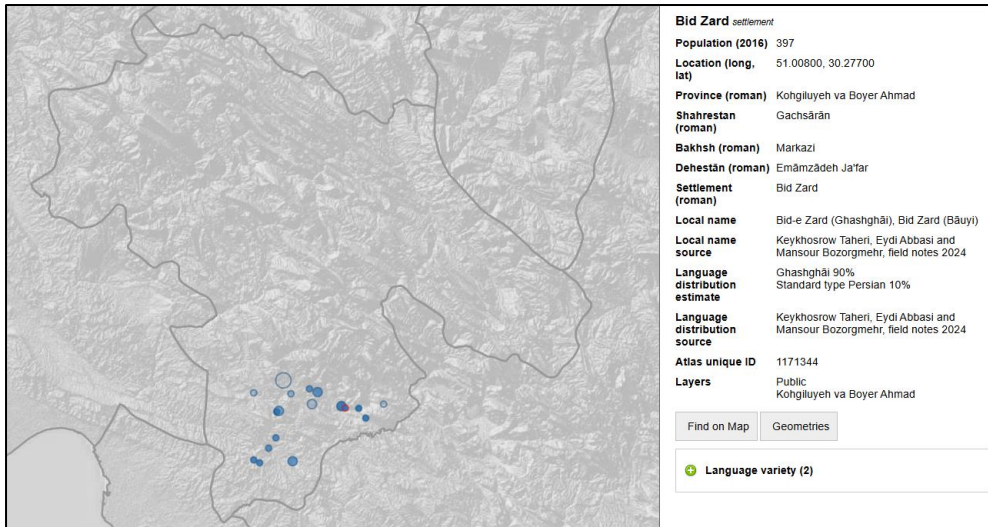 Bid Zard settlement
Population (2016) 397
Location (long, 51.00800, 30.27700
lat)
Province (roman) Kohgiluyeh va Boyer Ahmad
Shahrestan Gachsārān
(roman)
Bakhsh (roman) Markazi
Dehestān (roman) Emāmzādeh Ja'far
Settlement Bid Zard
(roman)
Local name Bid-e Zard (Ghashghāi), Bid Zard (Bāuyi)
Local name Keykhosrow Taheri, Eydi Abbasi and
source Mansour Bozorgmehr, field notes 2024
Language Ghashghāi 90%
distribution Standard type Persian 10%
estimate
Language Keykhosrow Taheri, Eydi Abbasi and
distribution Mansour Bozorgmehr, field notes 2024
source
Atlas unique ID 1171344
Layers Public
Kohgiluyeh va Boyer Ahmad
Find on Map Geometries
Language variety (2)